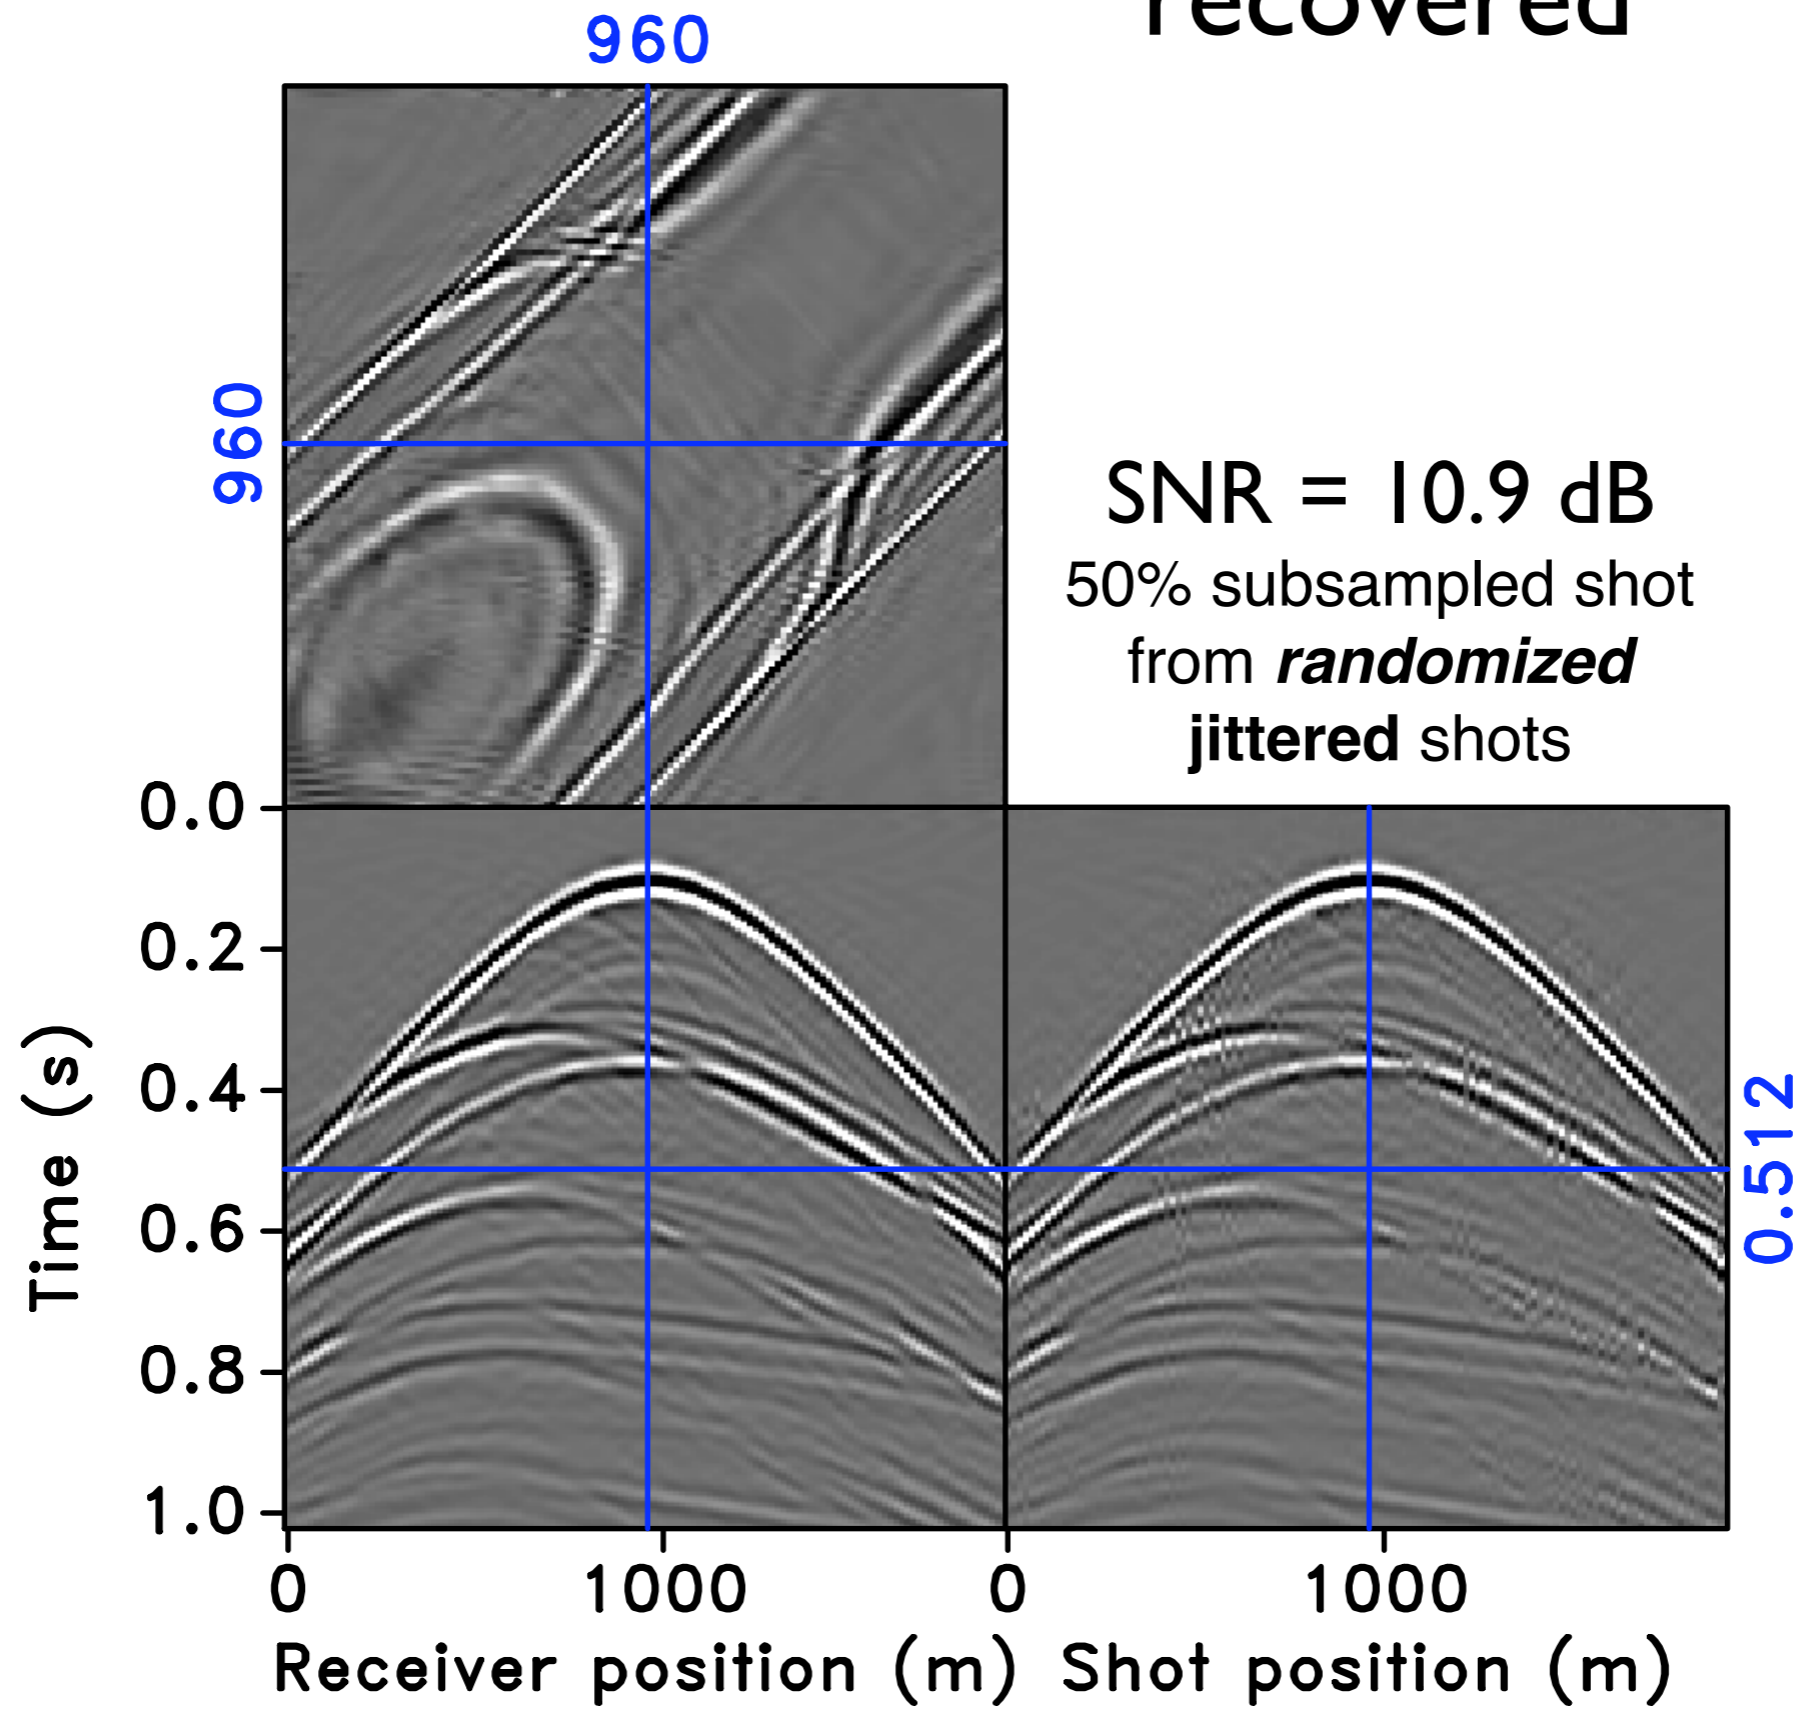 recovered
960
960
SNR = 10.9 dB
50% subsampled shot
from randomized
jittered shots
0.0
0.2
0.4
0.6
0.8
1.0
Time (s)
0.512
0 1000 0 1000
Receiver position (m) Shot position (m)